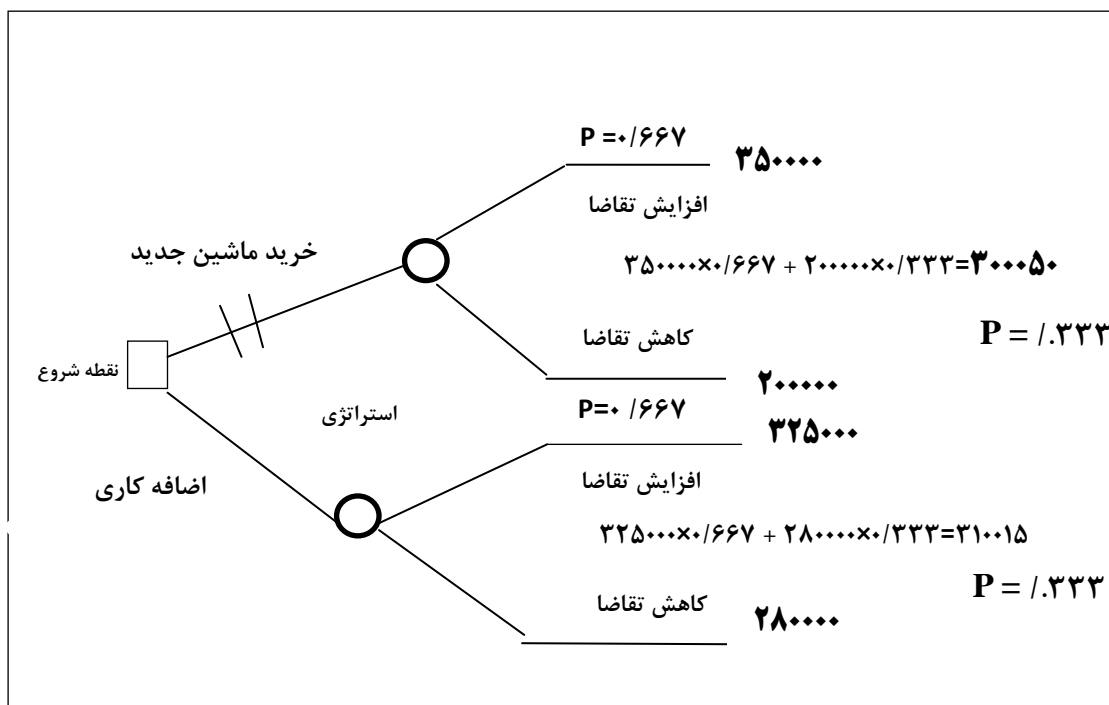 P =۰/۶۶۷
۳۵۰۰۰۰
افزایش تقاضا
خرید ماشین جدید
۳۵۰۰۰۰×۰/۶۶۷ + ۲۰۰۰۰۰×۰/۳۳۳=۳۰۰۰۵۰
کاهش تقاضا
P = /.۳۳۳
نقطه شروع
۲۰۰۰۰۰
استراتژی
P=۰ /۶۶۷
۳۲۵۰۰۰
اضافه کاری
افزایش تقاضا
۳۲۵۰۰۰×۰/۶۶۷ + ۲۸۰۰۰۰×۰/۳۳۳=۳۱۰۰۱۵
P = /.۳۳۳
کاهش تقاضا
۲۸۰۰۰۰